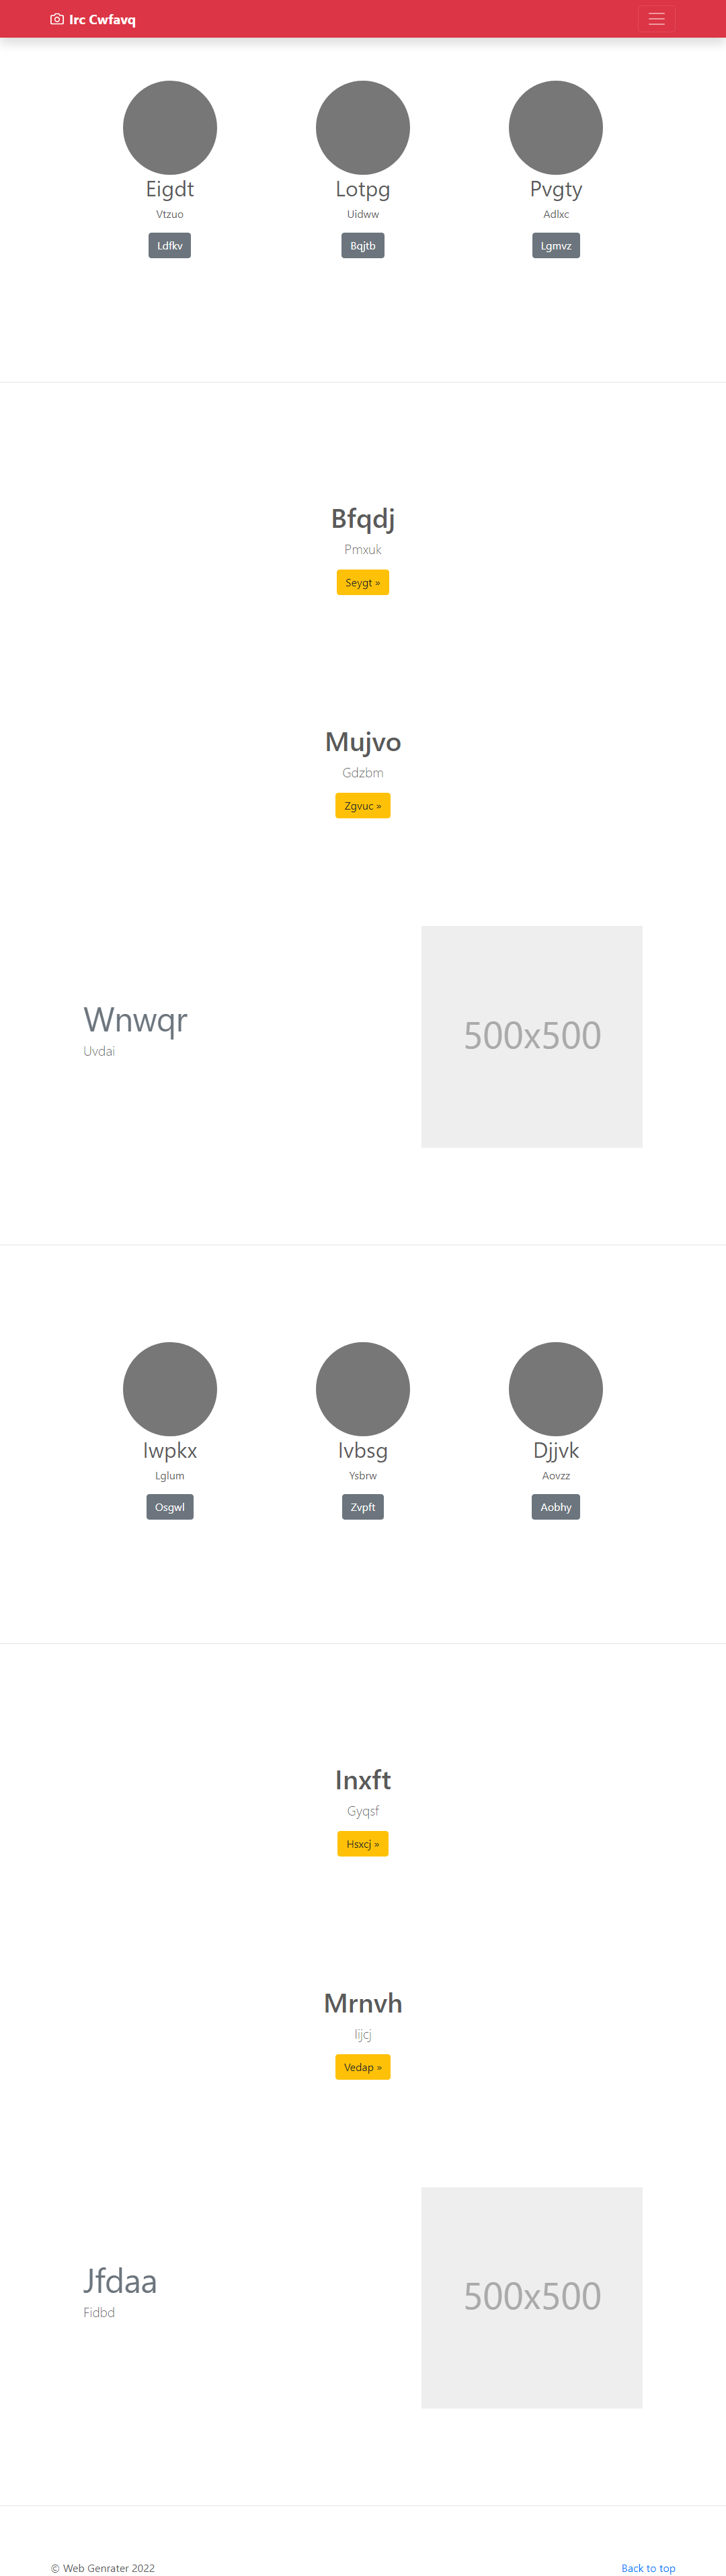 Irc Cwfavq
Eigdt
Vtzuo
Ldfkv
Lotpg
Uidww
Bqjtb
Pvgty
Adlxc
Lgmvz
Bfqdj
Pmxuk
Seygt »
Mujvo
Gdzbm
Zgvuc »
Wnwqr
Uvdai
500x500
Iwpkx
Lglum
Osgwl
Ivbsg
Ysbrw
Zvpft
Djjvk
Aovzz
Aobhy
Inxft
Gyqsf
Hsxcj »
Mrnvh
Iijcj
Vedap »
Jfdaa
Fidbd
500x500
© Web Genrater 2022
Back to top